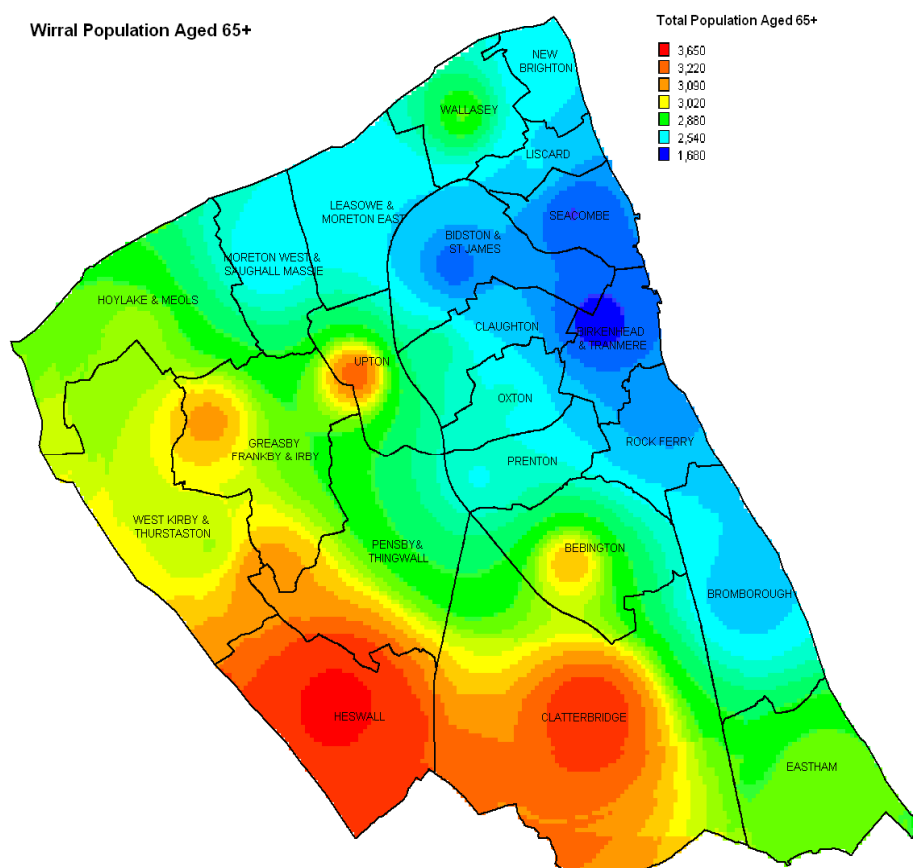 Wirral Population Aged 65+
Total Population Aged 65+
3,650
3,220
3,090
3,020
2,880
2,540
1,680
NEW
BRIGHTON
WALLASEY
LISCARD
LEASOWE &
MORETON EAST
SEACOMBE
BIDSTON &
ST JAMES
MORETON WEST &
SAUGHALL MASSIE
HOYLAKE & MEOLS
CLAUGHTON
BIRKENHEAD
& TRANMERE
UPTON
OXTON
GREASBY
FRANKBY & IRBY
ROCK FERRY
PRENTON
WEST KIRBY &
THURSTASTON
PENSBY &
THINGWALL
BEBINGTON
BROMBOROUGH
HESWALL
CLATTERBRIDGE
EASTHAM